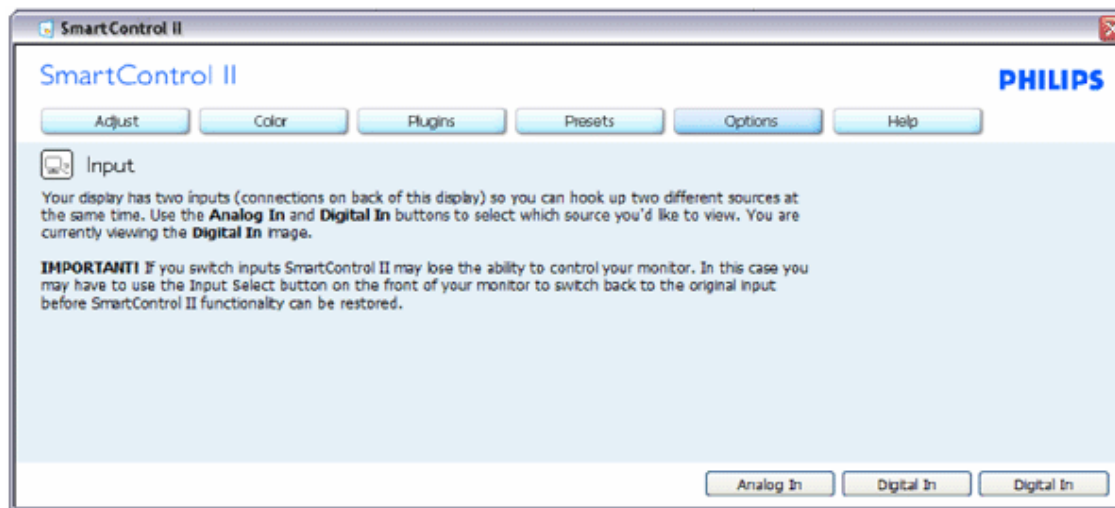 SmartControl II
SmartControl II
PHILIPS
Adjust Color Plugins Presets Options Help
Input
Your display has two inputs (connections on back of this display) so you can hook up two different sources at
the same time. Use the Analog In and Digital In buttons to select which source you'd like to view. You are
currently viewing the Digital In image.
IMPORTANT! If you switch inputs SmartControl II may lose the ability to control your monitor. In this case you
may have to use the Input Select button on the front of your monitor to switch back to the original input
before SmartControl II functionality can be restored.
Analog In Digital In Digital In